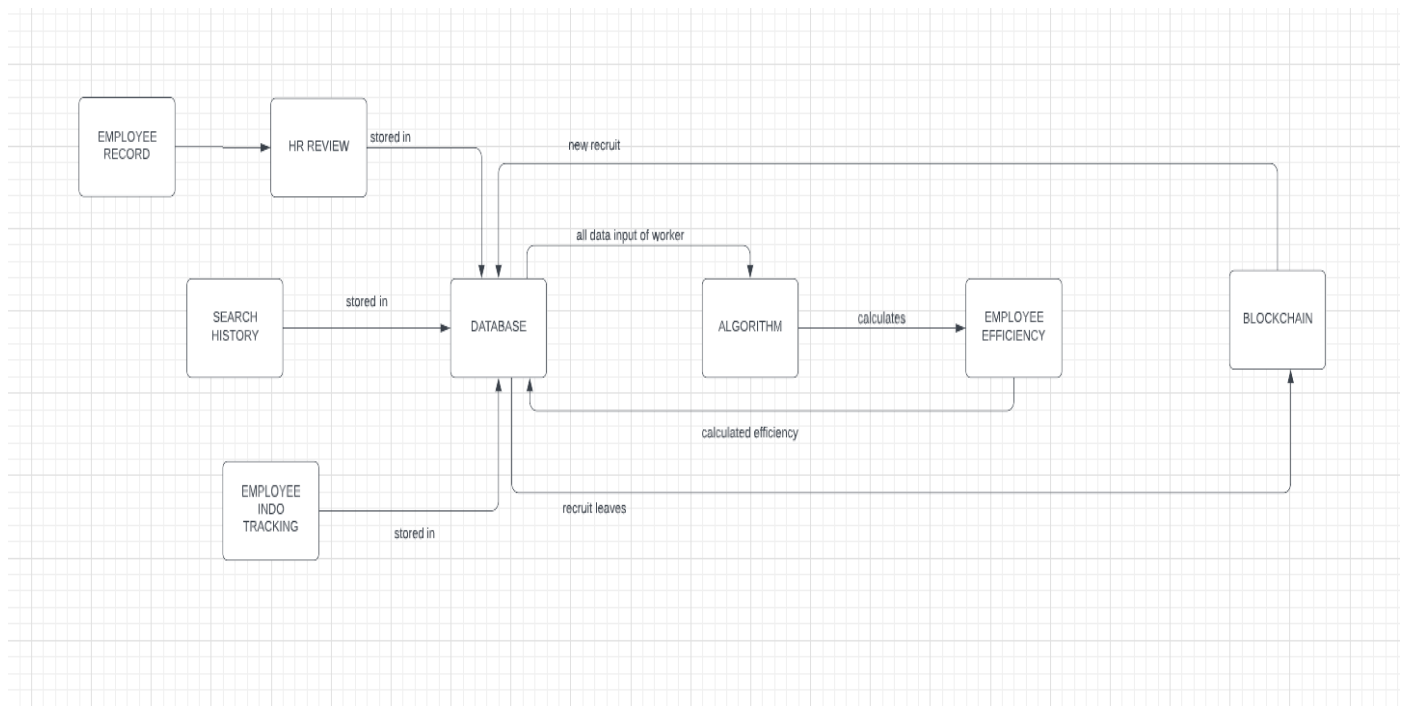 EMPLOYEE
RECORD
HR REVIEW
stored in
new recruit
all data input of worker
SEARCH
HISTORY
stored in
DATABASE
ALGORITHM
calculates
EMPLOYEE
EFFICIENCY
BLOCKCHAIN
calculated efficiency
EMPLOYEE
INDO
TRACKING
stored in
recruit leaves